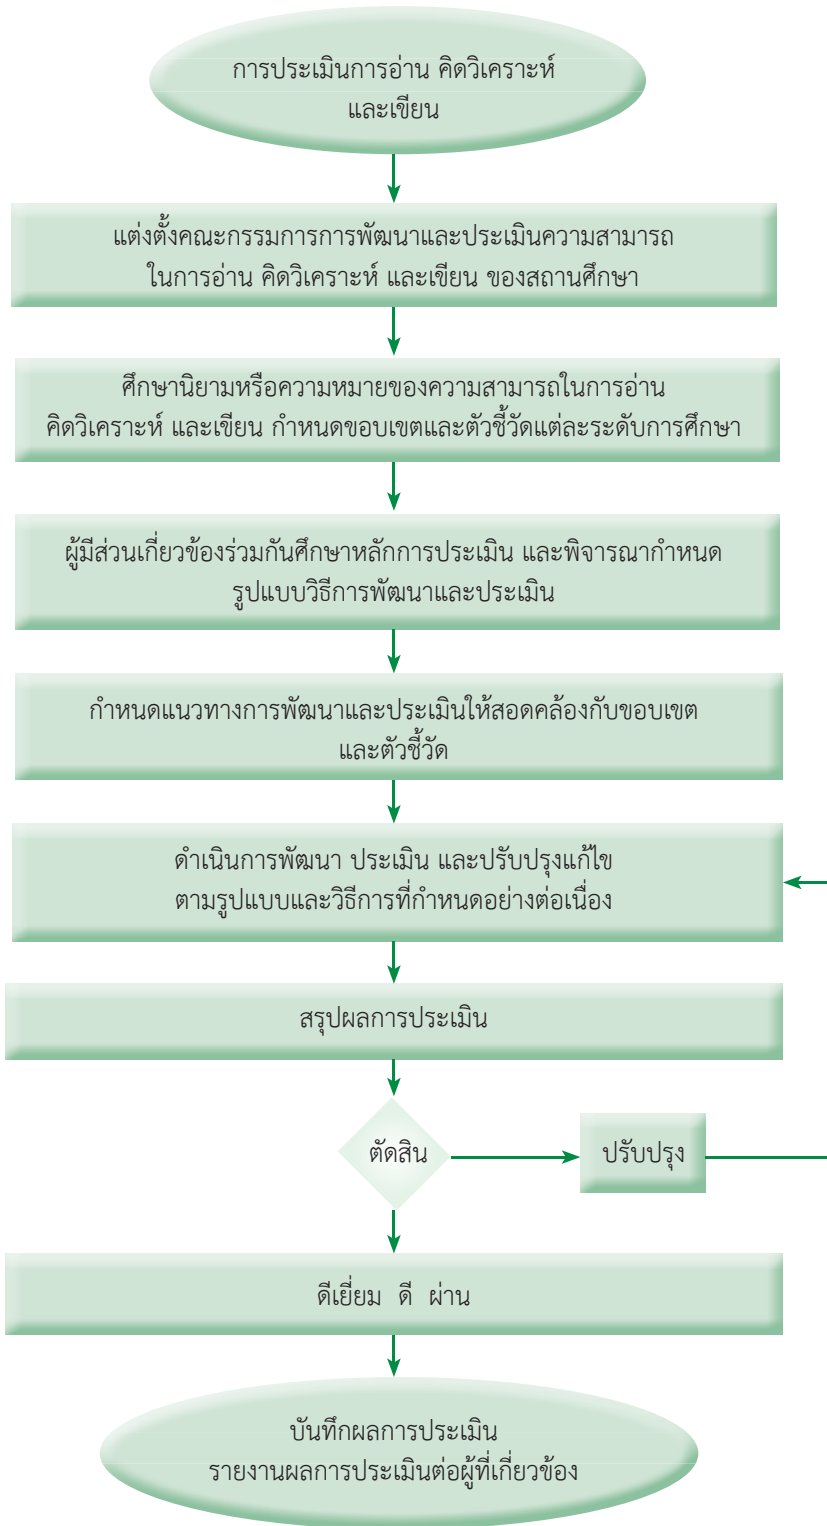 การประเมินการอ่าน คิดวิเคราะห์
และเขียน
แต่งตั้งคณะกรรมการการพัฒนาและประเมินความสามารถ
ในการอ่าน คิดวิเคราะห์ และเขียน ของสถานศึกษา
ศึกษานิยามหรือความหมายของความสามารถในการอ่าน
คิดวิเคราะห์ และเขียน กำหนดขอบเขตและตัวชี้วัดแต่ละระดับการศึกษา
ผู้มีส่วนเกี่ยวข้องร่วมกันศึกษาหลักการประเมิน และพิจารณากำหนด
รูปแบบวิธีการพัฒนาและประเมิน
กำหนดแนวทางการพัฒนาและประเมินให้สอดคล้องกับขอบเขต
และตัวชี้วัด
ดำเนินการพัฒนา ประเมิน และปรับปรุงแก้ไข
ตามรูปแบบและวิธีการที่กำหนดอย่างต่อเนื่อง
สรุปผลการประเมิน
ตัดสิน
ปรับปรุง
ดีเยี่ยม ดี ผ่าน
บันทึกผลการประเมิน
รายงานผลการประเมินต่อผู้ที่เกี่ยวข้อง